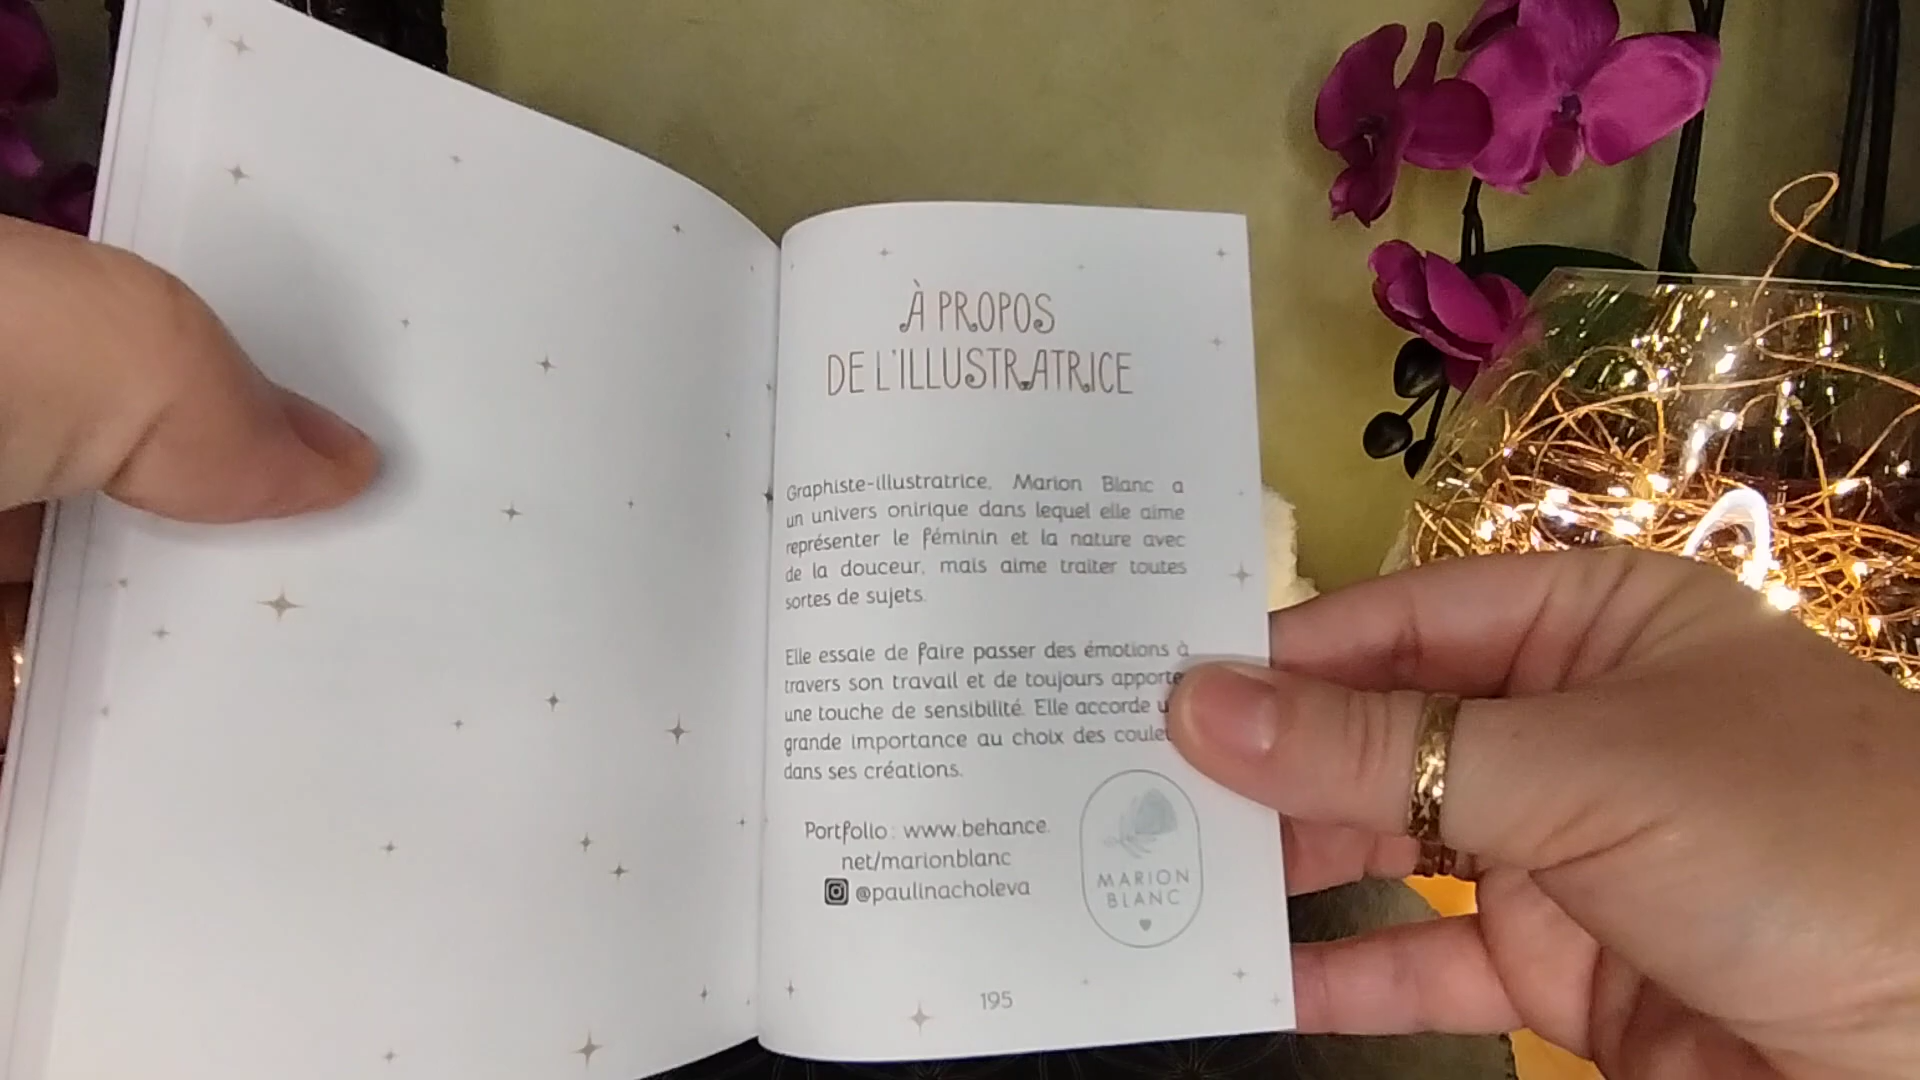 À PROPOS
DE L'ILLUSTRATRICE
Graphiste-illustratrice, Marion Blanc a
un univers onirique dans lequel elle aime
représenter le féminin et la nature avec
de la douceur, mais aime traiter toutes
sortes de sujets.
Elle essaie de faire passer des émotions à
travers son travail et de toujours
une touche de sensibilité. Elle accorde
grande importance au choix des
dans ses créations.
Portfolio : www.behance.
net/marionblanc
@paulinacholeva
MARION
BLANC
195